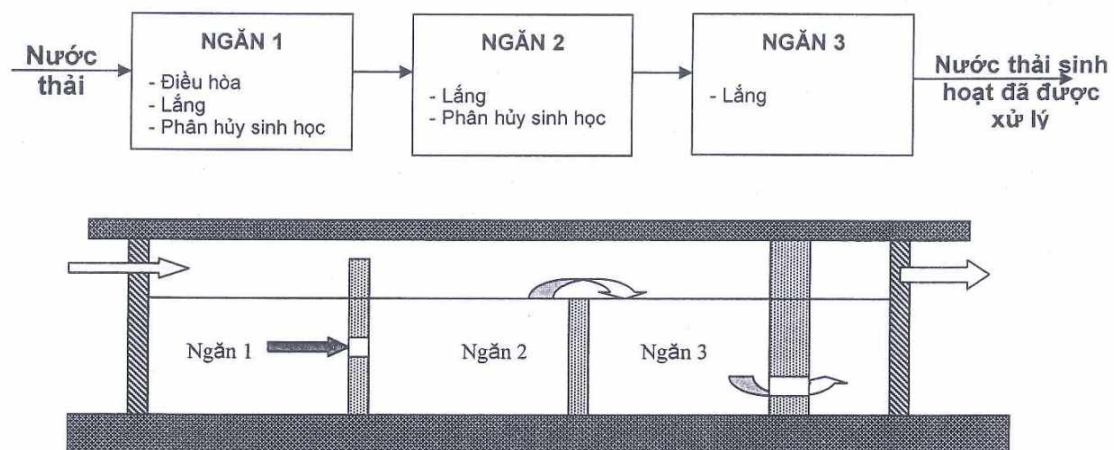 Nước
thải
NGĂN 1
- Điều hòa
- Lắng
- Phân hủy sinh học
NGĂN 2
- Lắng
- Phân hủy sinh học
NGĂN 3
- Lắng
Nước thải sinh
hoạt đã được
xử lý
Ngăn 1
Ngăn 2
Ngăn 3